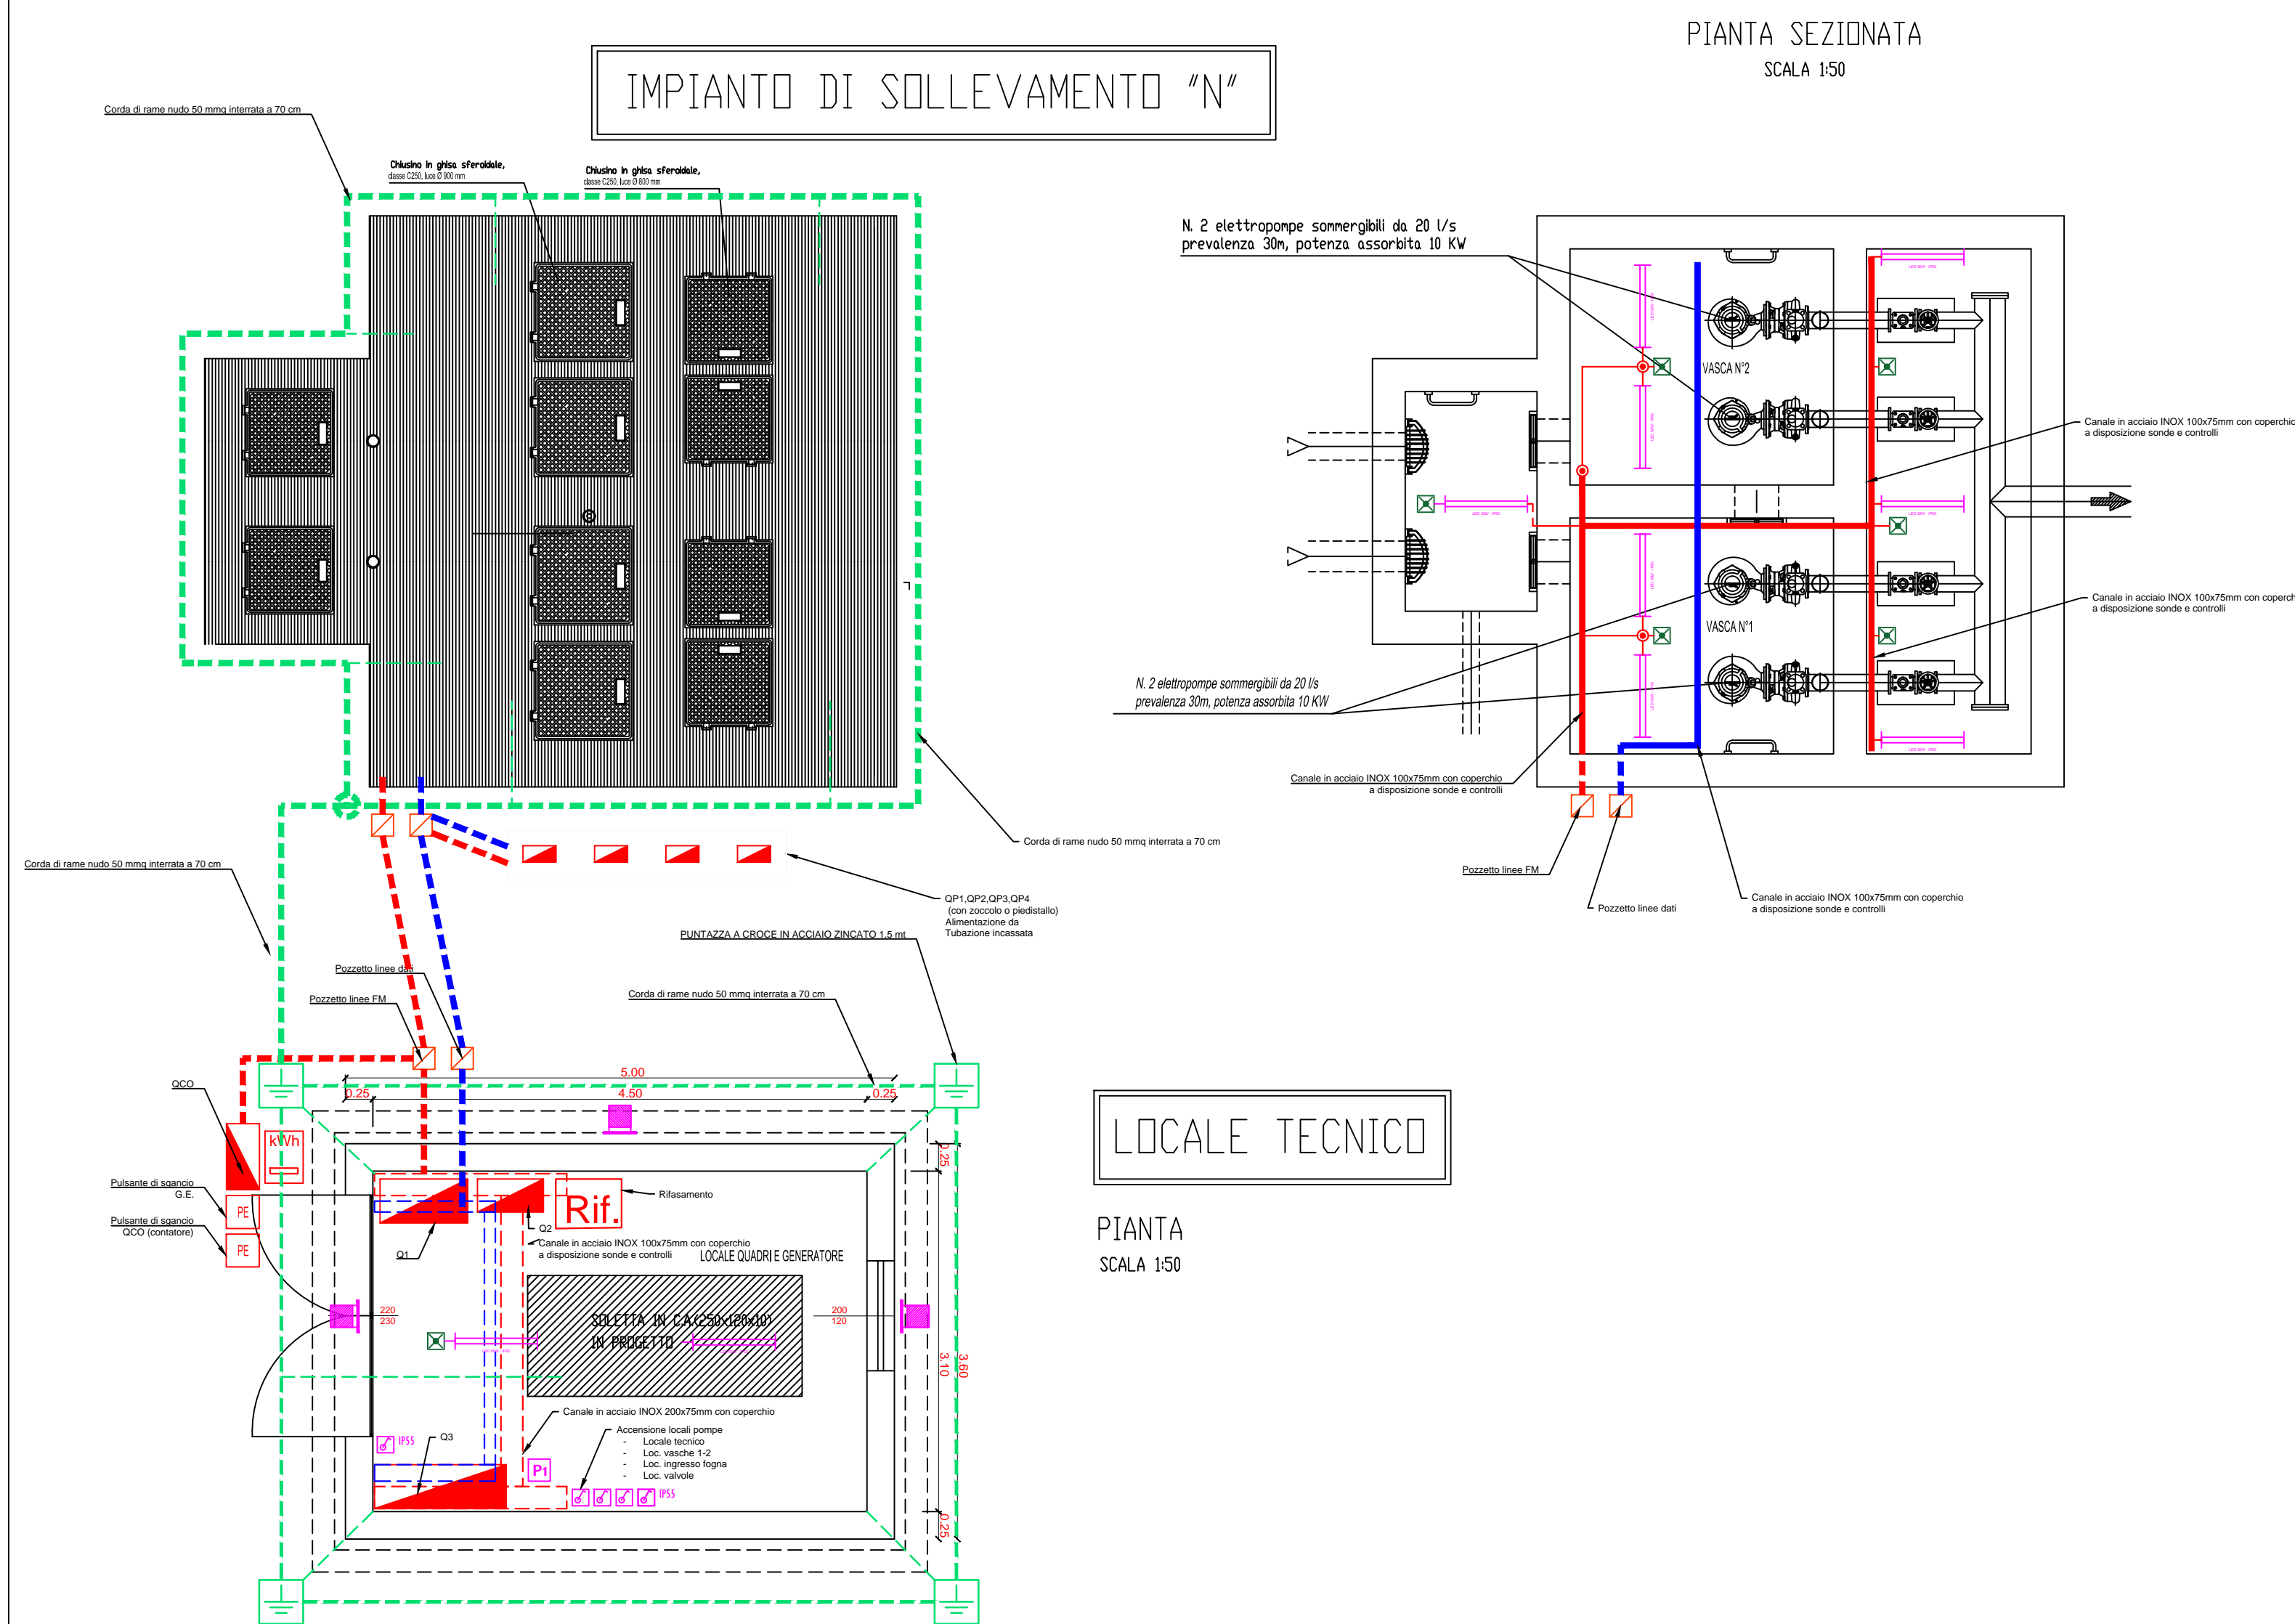 PIANTA SEZIONATA
SCALA 1:50
IMPIANTO DI SOLLEVAMENTO "N"
Corda di rame nudo 50 mmq interrata a 70 cm
Chiusino in ghisa sferoidale,
classe C250, luce Ø 900 mm
Chiusino in ghisa sferoidale,
classe C250, luce Ø 800 mm
N. 2 elettropompe sommergibili da 20 l/s
prevalenza 30m, potenza assorbita 10 KW
VASCA N°2
Canale in acciaio INOX 100x75mm con coperchio
a disposizione sonde e controlli
Canale in acciaio INOX 100x75mm con coperch
a disposizione sonde e controlli
VASCA N°1
N. 2 elettropompe sommergibili da 20 l/s
prevalenza 30m, potenza assorbita 10 KW
Canale in acciaio INOX 100x75mm con coperchio
a disposizione sonde e controlli
Corda di rame nudo 50 mmq interrata a 70 cm
Corda di rame nudo 50 mmq interrata a 70 cm
Pozzetto linee FM
Pozzetto linee dati
Canale in acciaio INOX 100x75mm con coperchio
a disposizione sonde e controlli
QP1,QP2,QP3,QP4
(con zoccolo o piedistallo)
Alimentazione da
Tubazione incassata
PUNTAZZA A CROCE IN ACCIAIO ZINCATO 1.5 mt
Pozzetto linee dati
Pozzetto linee FM
Corda di rame nudo 50 mmq interrata a 70 cm
QCO
5.00
0.25
4.50
0.25
kWh
LOCALE TECNICO
0.25
Pulsante di sgancio
G.E.
PE
Pulsante di sgancio
QCO (contatore)
PE
Rif.
Rifasamento
Q1
Q2
Canale in acciaio INOX 100x75mm con coperchio
a disposizione sonde e controlli
LOCALE QUADRI E GENERATORE
PIANTA
SCALA 1:50
220
230
SOLETTA IN C.A.(250x120x10)
IN PROGETTO
200
120
3.10
3.60
Canale in acciaio INOX 200x75mm con coperchio
Accensione locali pompe
- Locale tecnico
- Loc. vasche 1-2
- Loc. ingresso fogna
- Loc. valvole
IP55
Q3
P1
IP55
0.25